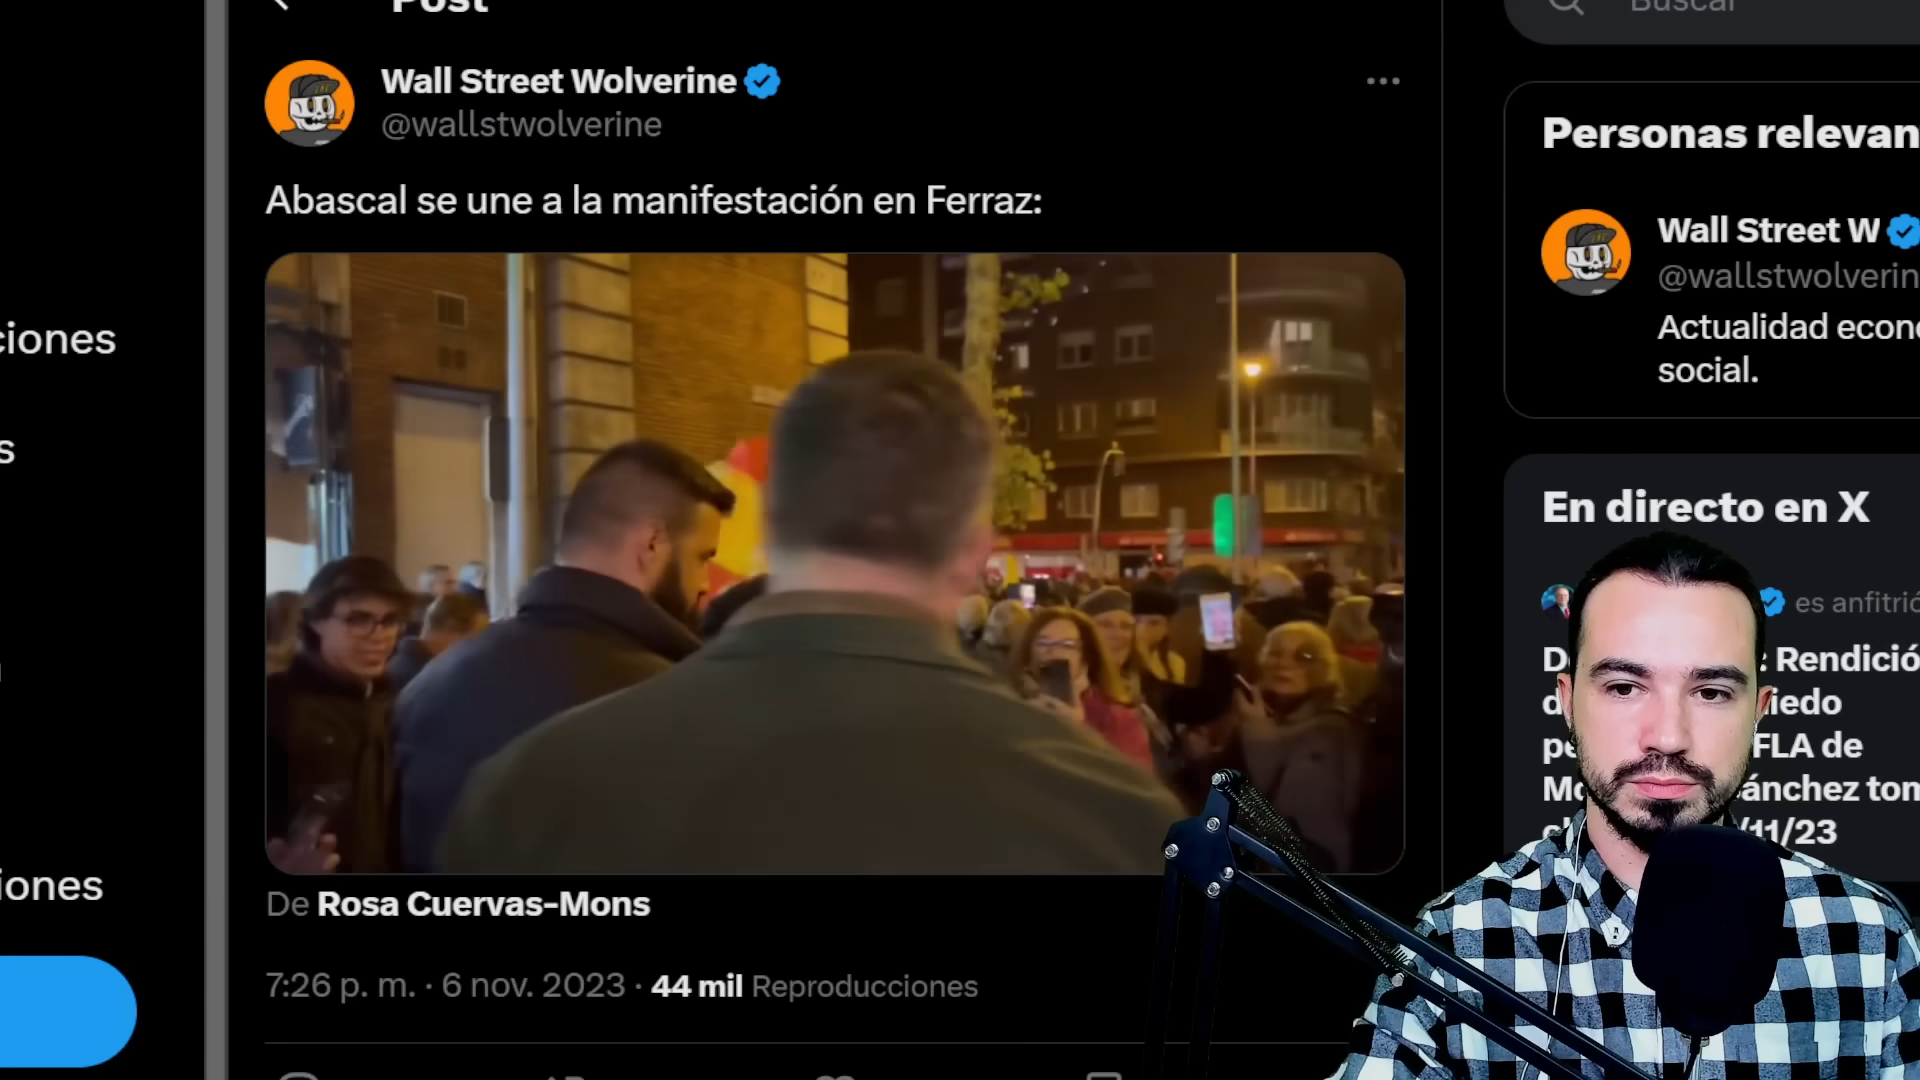 Post
Buscar
Wall Street Wolverine
@wallstwolverine
Abascal se une a la manifestación en Ferraz:
De Rosa Cuervas-Mons
7:26 p. m. · 6 nov. 2023 · 44 mil Reproducciones
ciones
s
iones
Personas relevan
Wall Street W
@wallstwolverin
Actualidad econ
social.
En directo en X
es anfitrió
: Rendició
iedo
FLA de
ánchez tom
/11/23